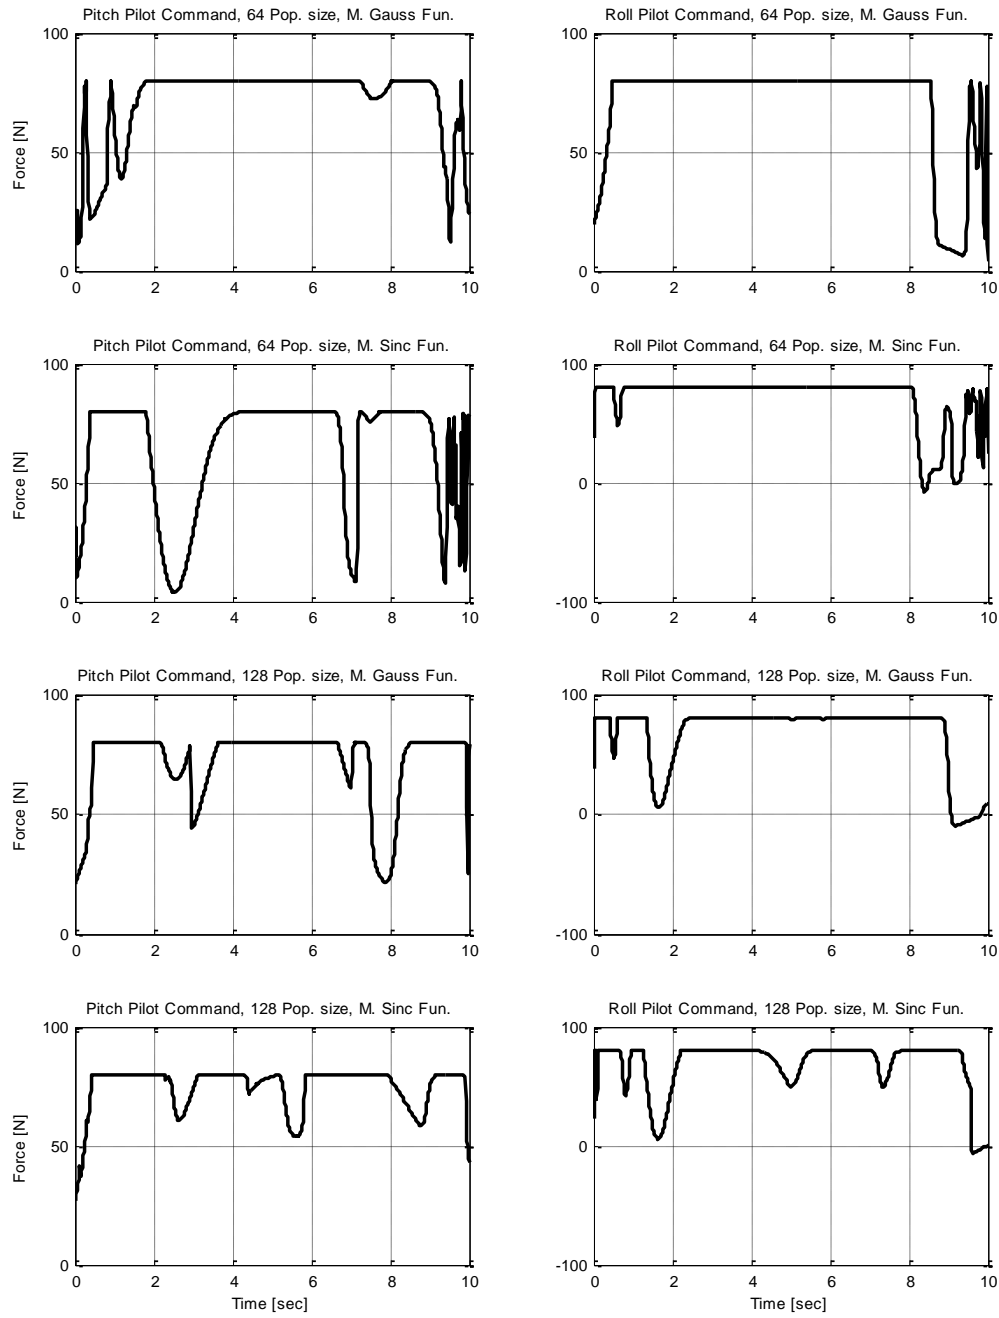 Pitch Pilot Command, 64 Pop. size, M. Gauss Fun.
100
50
0
Force [N]
0 2 4 6 8 10
Roll Pilot Command, 64 Pop. size, M. Gauss Fun.
100
50
0
0 2 4 6 8 10
Pitch Pilot Command, 64 Pop. size, M. Sinc Fun.
100
50
0
Force [N]
0 2 4 6 8 10
Roll Pilot Command, 64 Pop. size, M. Sinc Fun.
100
0
-100
0 2 4 6 8 10
Pitch Pilot Command, 128 Pop. size, M. Gauss Fun.
100
50
0
Force [N]
0 2 4 6 8 10
Roll Pilot Command, 128 Pop. size, M. Gauss Fun.
100
0
-100
0 2 4 6 8 10
Pitch Pilot Command, 128 Pop. size, M. Sinc Fun.
100
50
0
Force [N]
0 2 4 6 8 10
Time [sec]
Roll Pilot Command, 128 Pop. size, M. Sinc Fun.
100
0
-100
0 2 4 6 8 10
Time [sec]